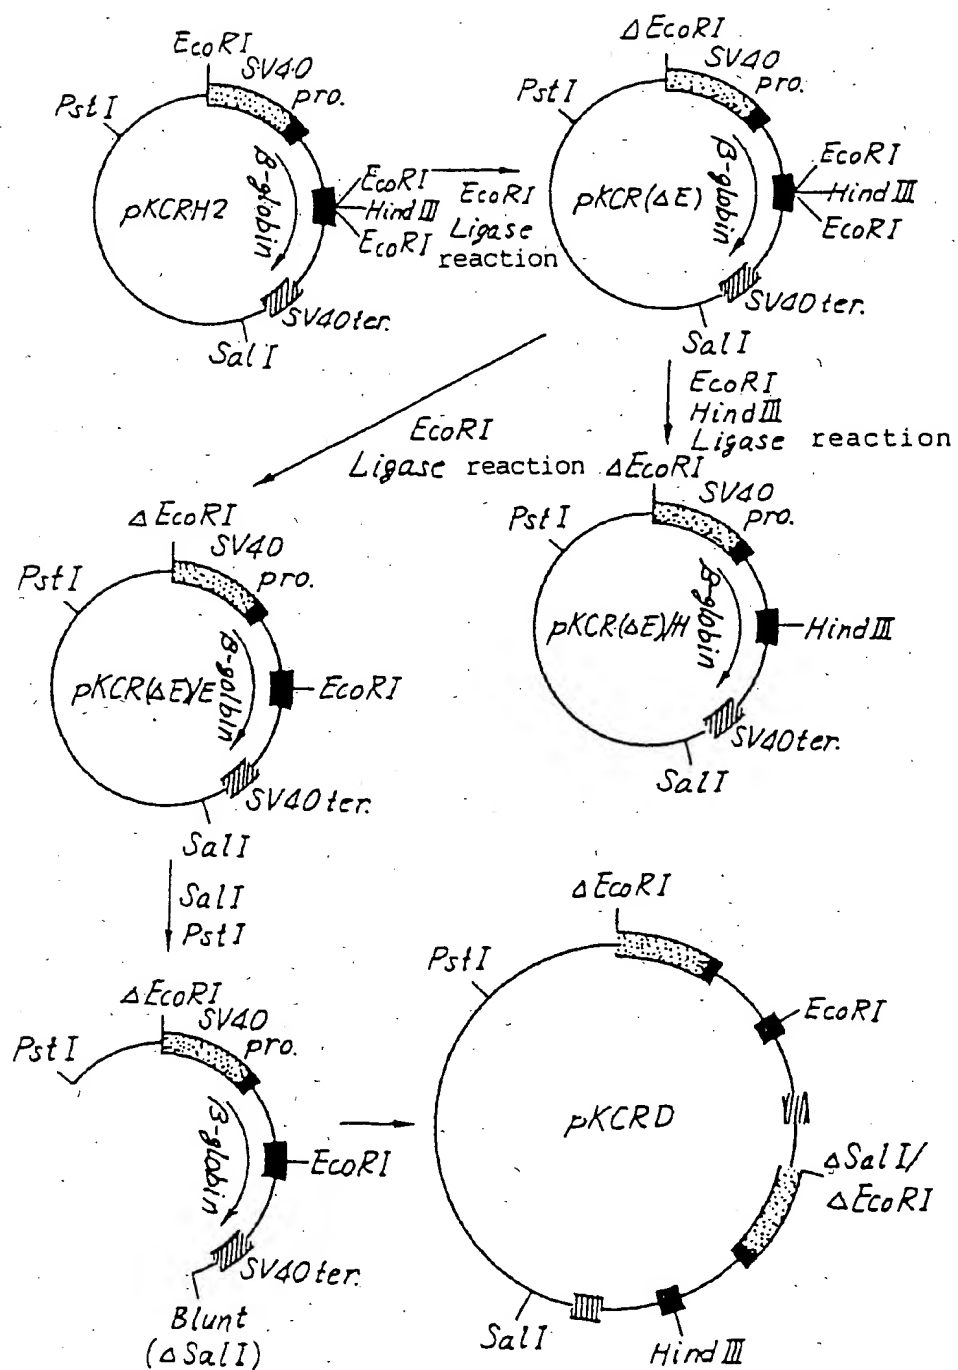 EcoRI
SV40
pro.
PstI
β-globin
pKCRH2
EcoRI
HindIII
EcoRI
SV40ter.
SalI
EcoRI
Ligase
reaction
ΔEcoRI
SV40
pro.
PstI
β-globin
pKCR(ΔE)
EcoRI
HindIII
EcoRI
SV40ter.
SalI
EcoRI
HindIII
Ligase reaction
EcoRI
Ligase reaction
ΔEcoRI
SV40
pro.
PstI
β-globin
pKCR(ΔE)/H
HindIII
SV40ter.
SalI
ΔEcoRI
SV40
pro.
PstI
β-golbin
pKCR(ΔE)/E
EcoRI
SV40ter.
SalI
SalI
PstI
ΔEcoRI
SV40
pro.
PstI
β-globin
EcoRI
SV40ter.
Blunt
(ΔSalI)
ΔEcoRI
PstI
EcoRI
pKCRD
ΔSalI/
ΔEcoRI
SalI
HindIII